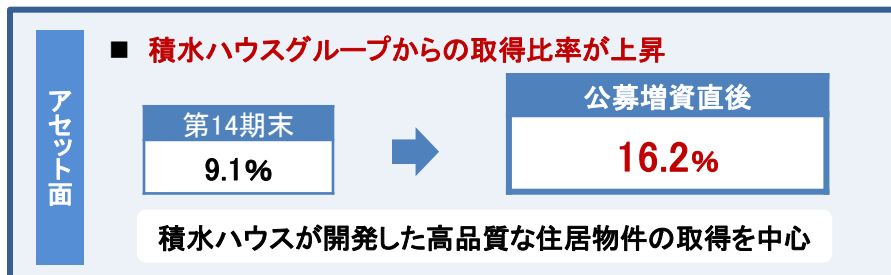 アセット面
■ 積水ハウスグループからの取得比率が上昇
第14期末
9.1%
公募増資直後
16.2%
積水ハウスが開発した高品質な住居物件の取得を中心